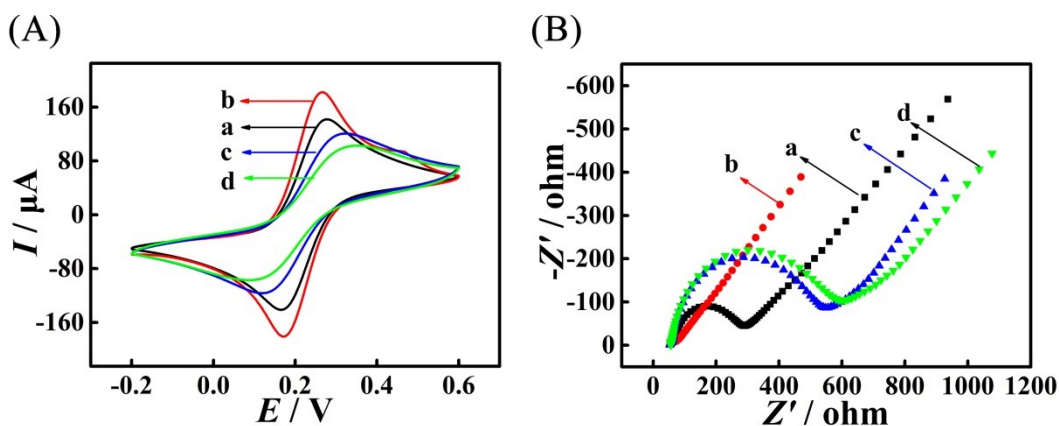 (A)
160
80
0
-80
-160
I / μA
b
a
c
d
-0.2
0.0
0.2
0.4
0.6
E / V
(B)
-600
-500
-400
-300
-200
-100
0
-Z' / ohm
b
a
c
d
0
200
400
600
800
1000
1200
Z' / ohm